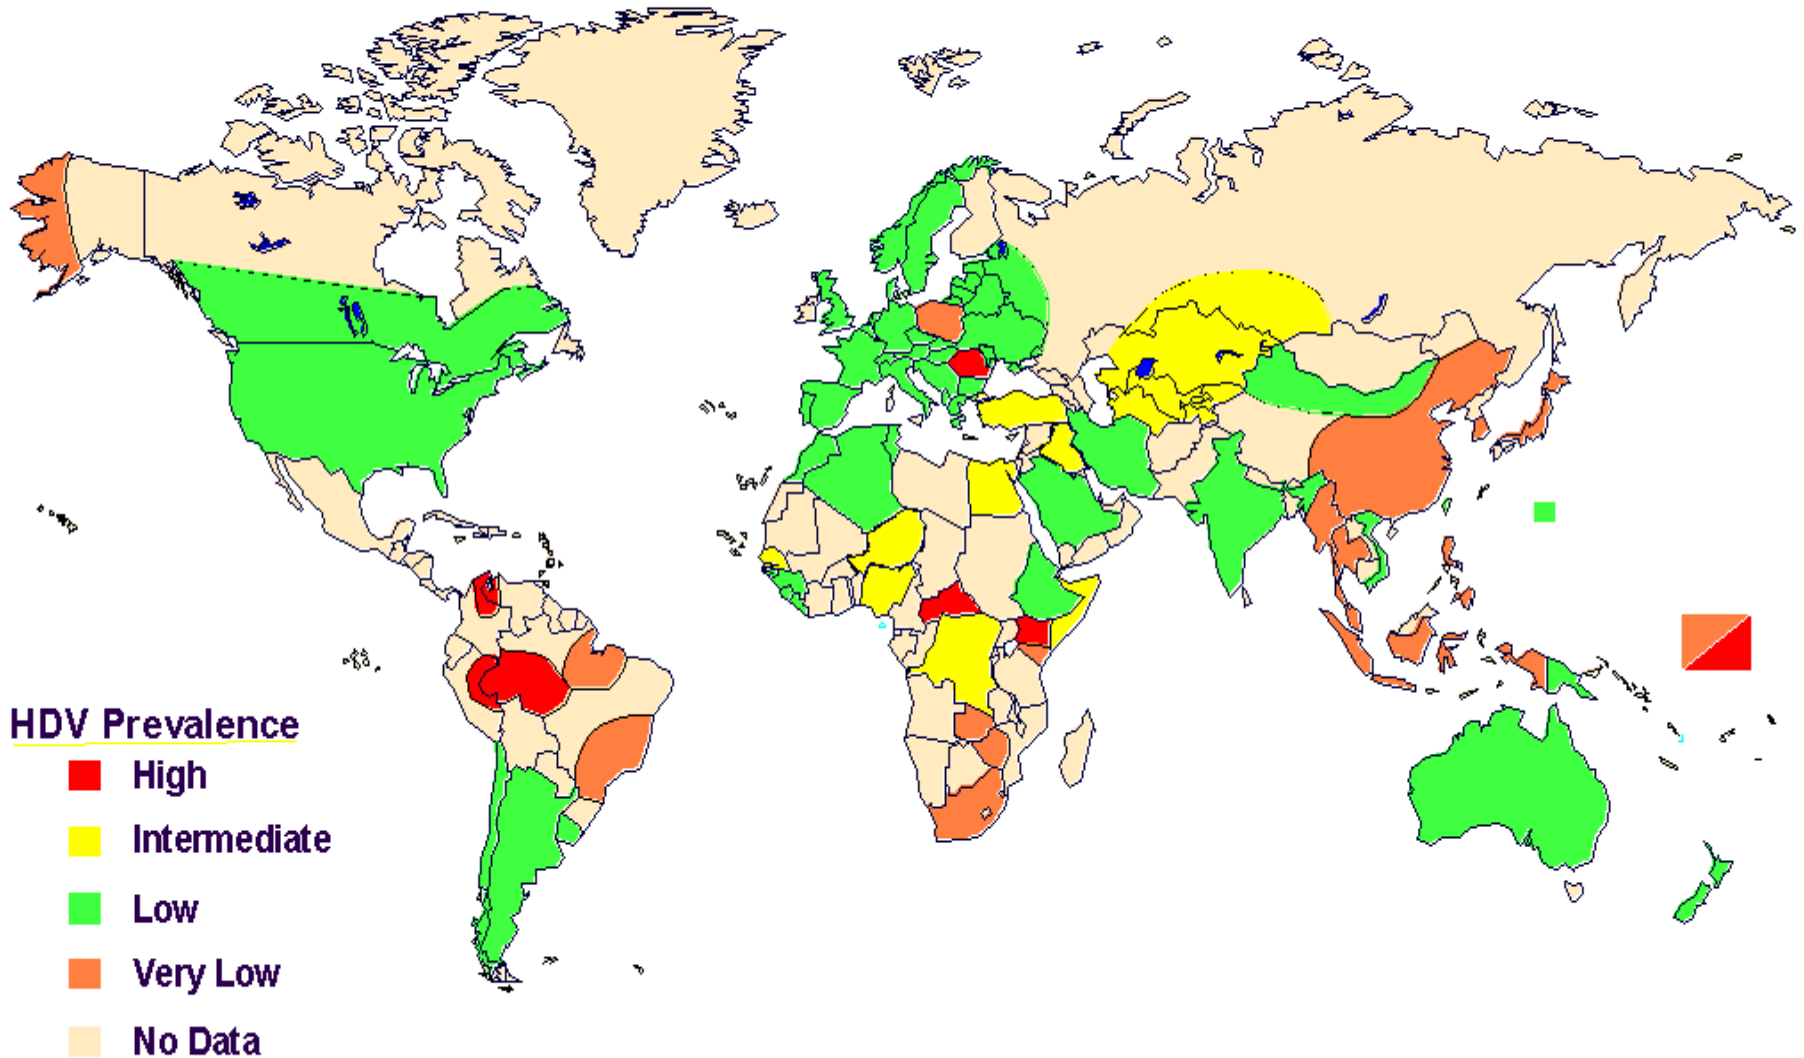 HDV Prevalence
High
Intermediate
Low
Very Low
No Data